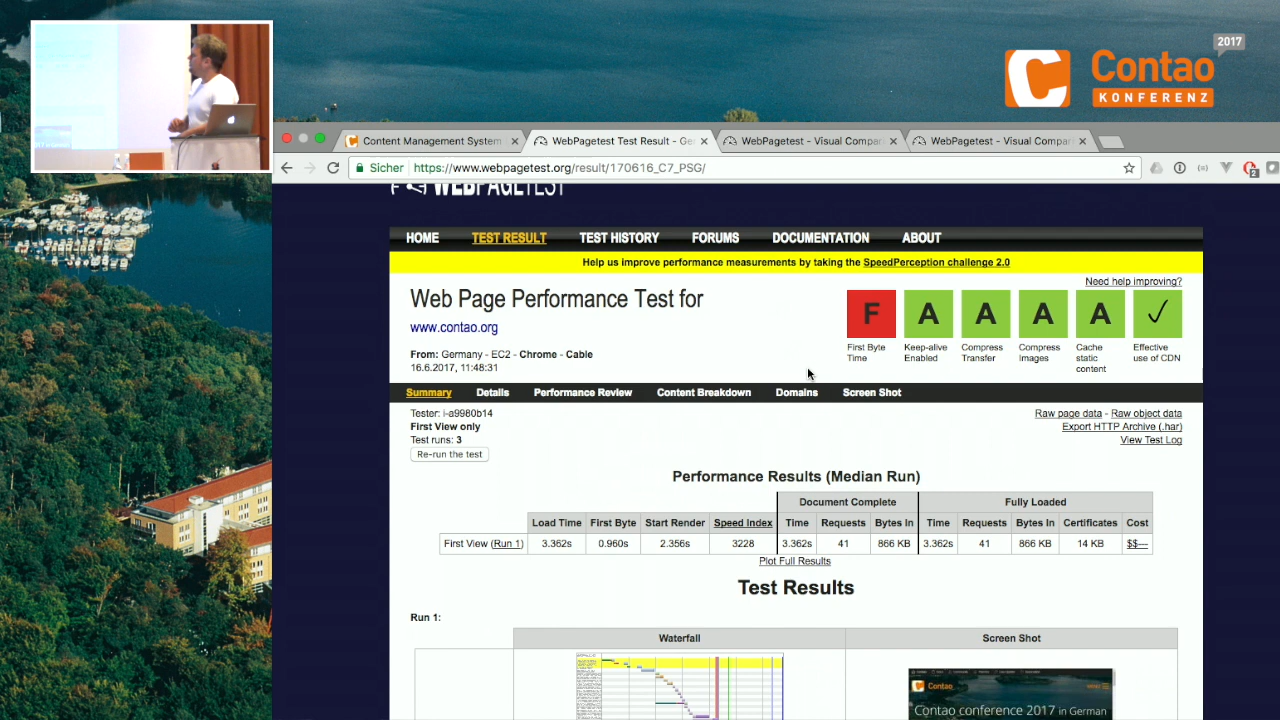 2017
Contao
KONFERENZ
Content Management System
WebPagetest Test Result - Ge
WebPagetest - Visual Compar
WebPagetest - Visual Compari
Sicher
https://www.webpagetest.org/result/170616_C7_PSG/
2
WEBPAGETEST
HOME TEST RESULT TEST HISTORY FORUMS DOCUMENTATION ABOUT
Help us improve performance measurements by taking the SpeedPerception challenge 2.0
Need help improving?
Web Page Performance Test for
www.contao.org
From: Germany - EC2 - Chrome - Cable
16.6.2017, 11:48:31
F A A A A
First Byte Time
Keep-alive Enabled
Compress Transfer
Compress Images
Cache static content
Effective use of CDN
Summary Details Performance Review Content Breakdown Domains Screen Shot
Tester: i-a9980b14
First View only
Test runs: 3
Re-run the test
Raw page data - Raw object data
Export HTTP Archive (.har)
View Test Log
Performance Results (Median Run)
Document Complete Fully Loaded
Load Time First Byte Start Render Speed Index Time Requests Bytes In Time Requests Bytes In Certificates Cost
First View (Run 1) 3.362s 0.960s 2.356s 3228 3.362s 41 866 KB 3.362s 41 866 KB 14 KB $$---
Plot Full Results
Test Results
Run 1:
Waterfall Screen Shot
Contao
Contao conference 2017 in German